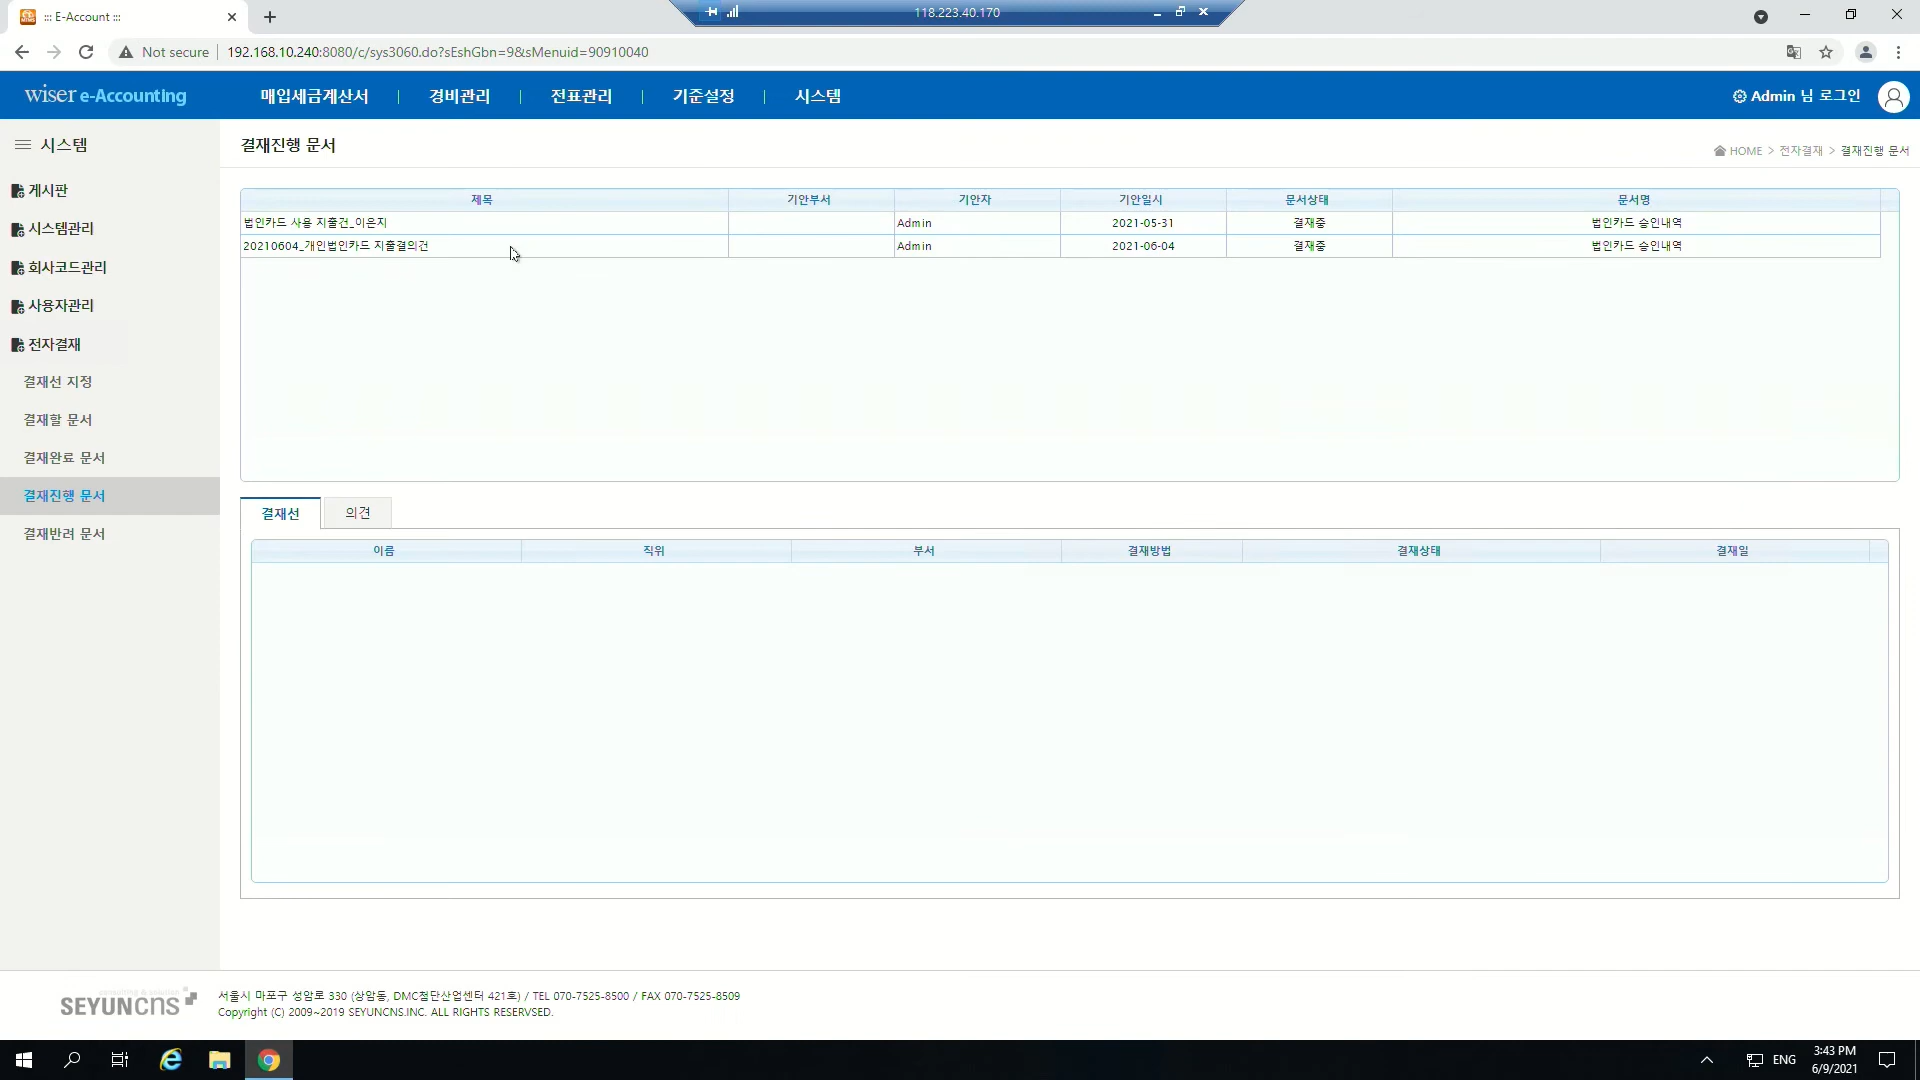 ::: E-Account :::
118.223.40.170
Not secure
192.168.10.240:8080/c/sys3060.do?sEshGbn=9&sMenuid=90910040
wiser e-Accounting
매입세금계산서 | 경비관리 | 전표관리 | 기준설정 | 시스템
Admin 님 로그인
시스템
게시판
시스템관리
회사코드관리
사용자관리
전자결재
결재선 지정
결재할 문서
결재완료 문서
결재진행 문서
결재반려 문서
결재진행 문서
HOME > 전자결재 > 결재진행 문서
제목 기안부서 기안자 기안일시 문서상태 문서명
법인카드 사용 지출건_이은지 Admin 2021-05-31 결재중 법인카드 승인내역
20210604_개인법인카드 지출결의건 Admin 2021-06-04 결재중 법인카드 승인내역
결재선 의견
이름 직위 부서 결재방법 결재상태 결재일
SEYUNCNS
서울시 마포구 성암로 330 (상암동, DMC첨단산업센터 421호) / TEL 070-7525-8500 / FAX 070-7525-8509
Copyright (C) 2009~2019 SEYUNCNS.INC. ALL RIGHTS RESERVSED.
ENG
3:43 PM
6/9/2021